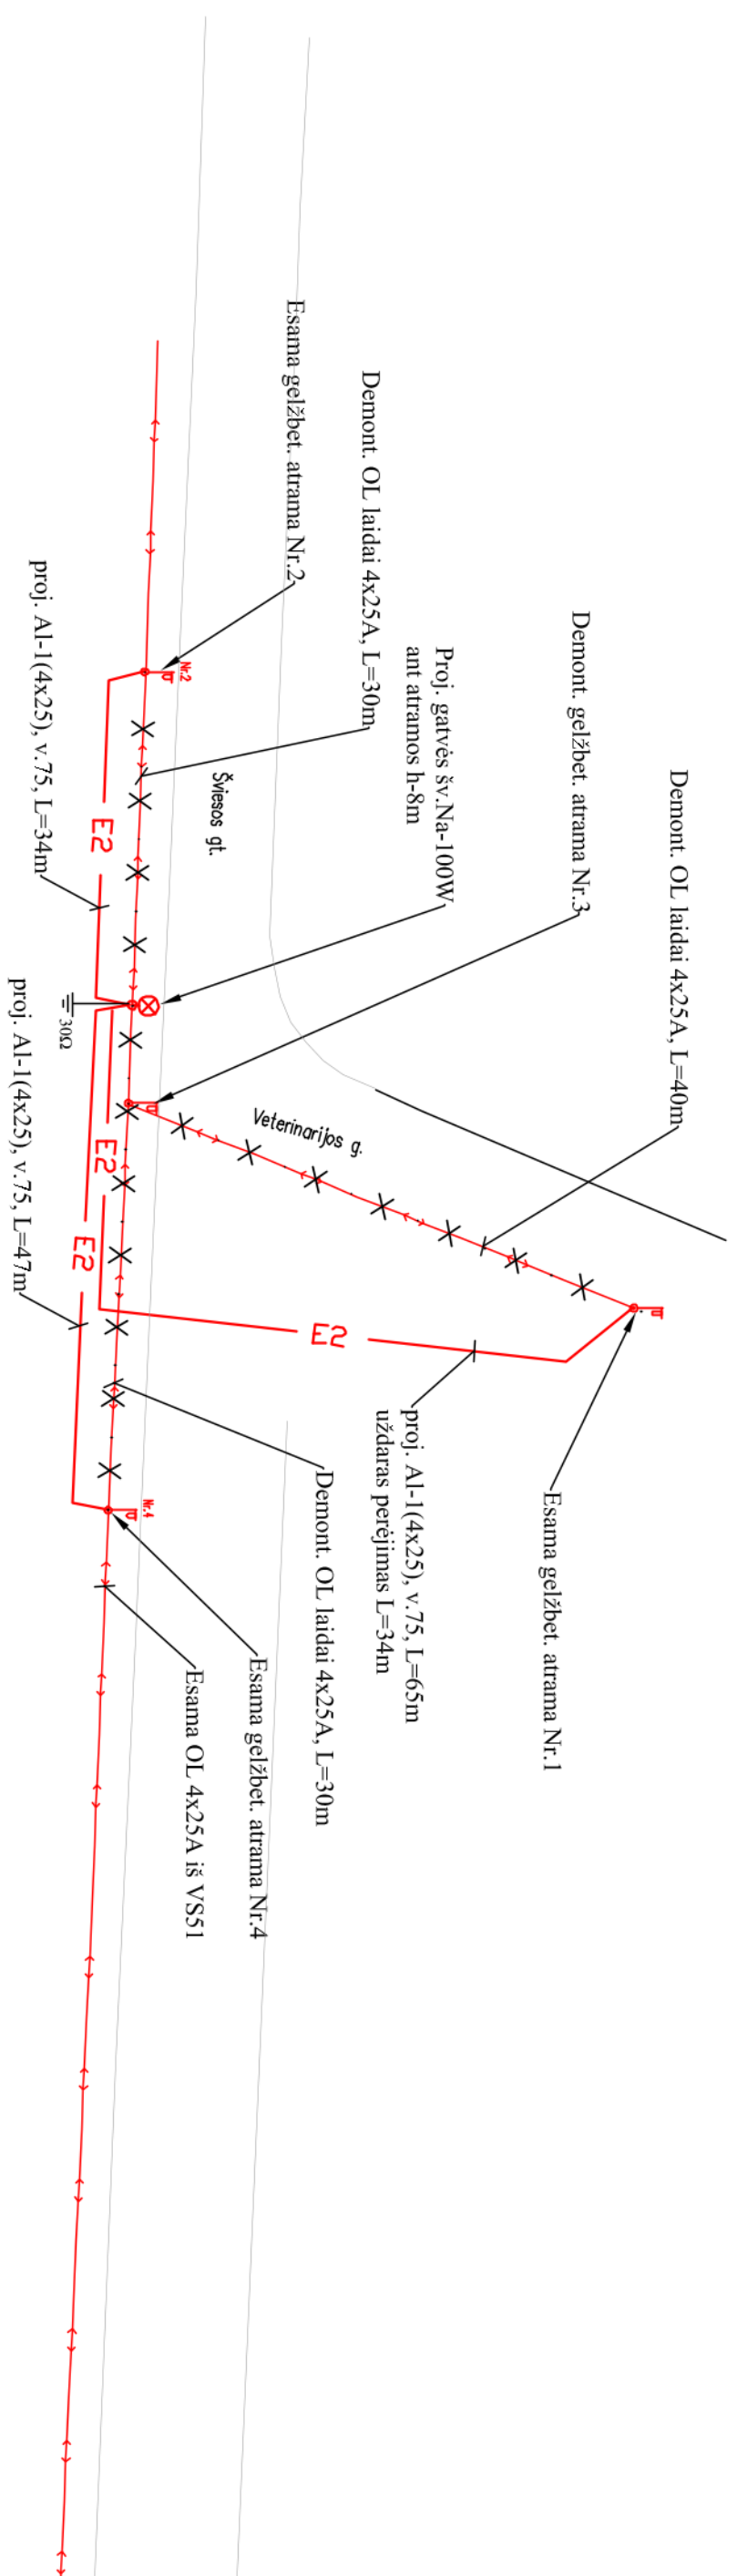 Demont. OL laidai 4x25A, L=40m
Demont. gelžbet. atrama Nr.3
Proj. gatvės šv.Na-100W
ant atramos h-8m
Demont. OL laidai 4x25A, L=30m
Esama gelžbet. atrama Nr.2
Nr.2
Šviesos gt.
Veterinarijos g.
E2
proj. Al-1(4x25), v.75, L=34m
30Ω
E2
E2
proj. Al-1(4x25), v.75, L=47m
E2
Esama gelžbet. atrama Nr.1
proj. Al-1(4x25), v.75, L=65m
uždaras perėjimas L=34m
Demont. OL laidai 4x25A, L=30m
Nr.4
Esama gelžbet. atrama Nr.4
Esama OL 4x25A iš VS51